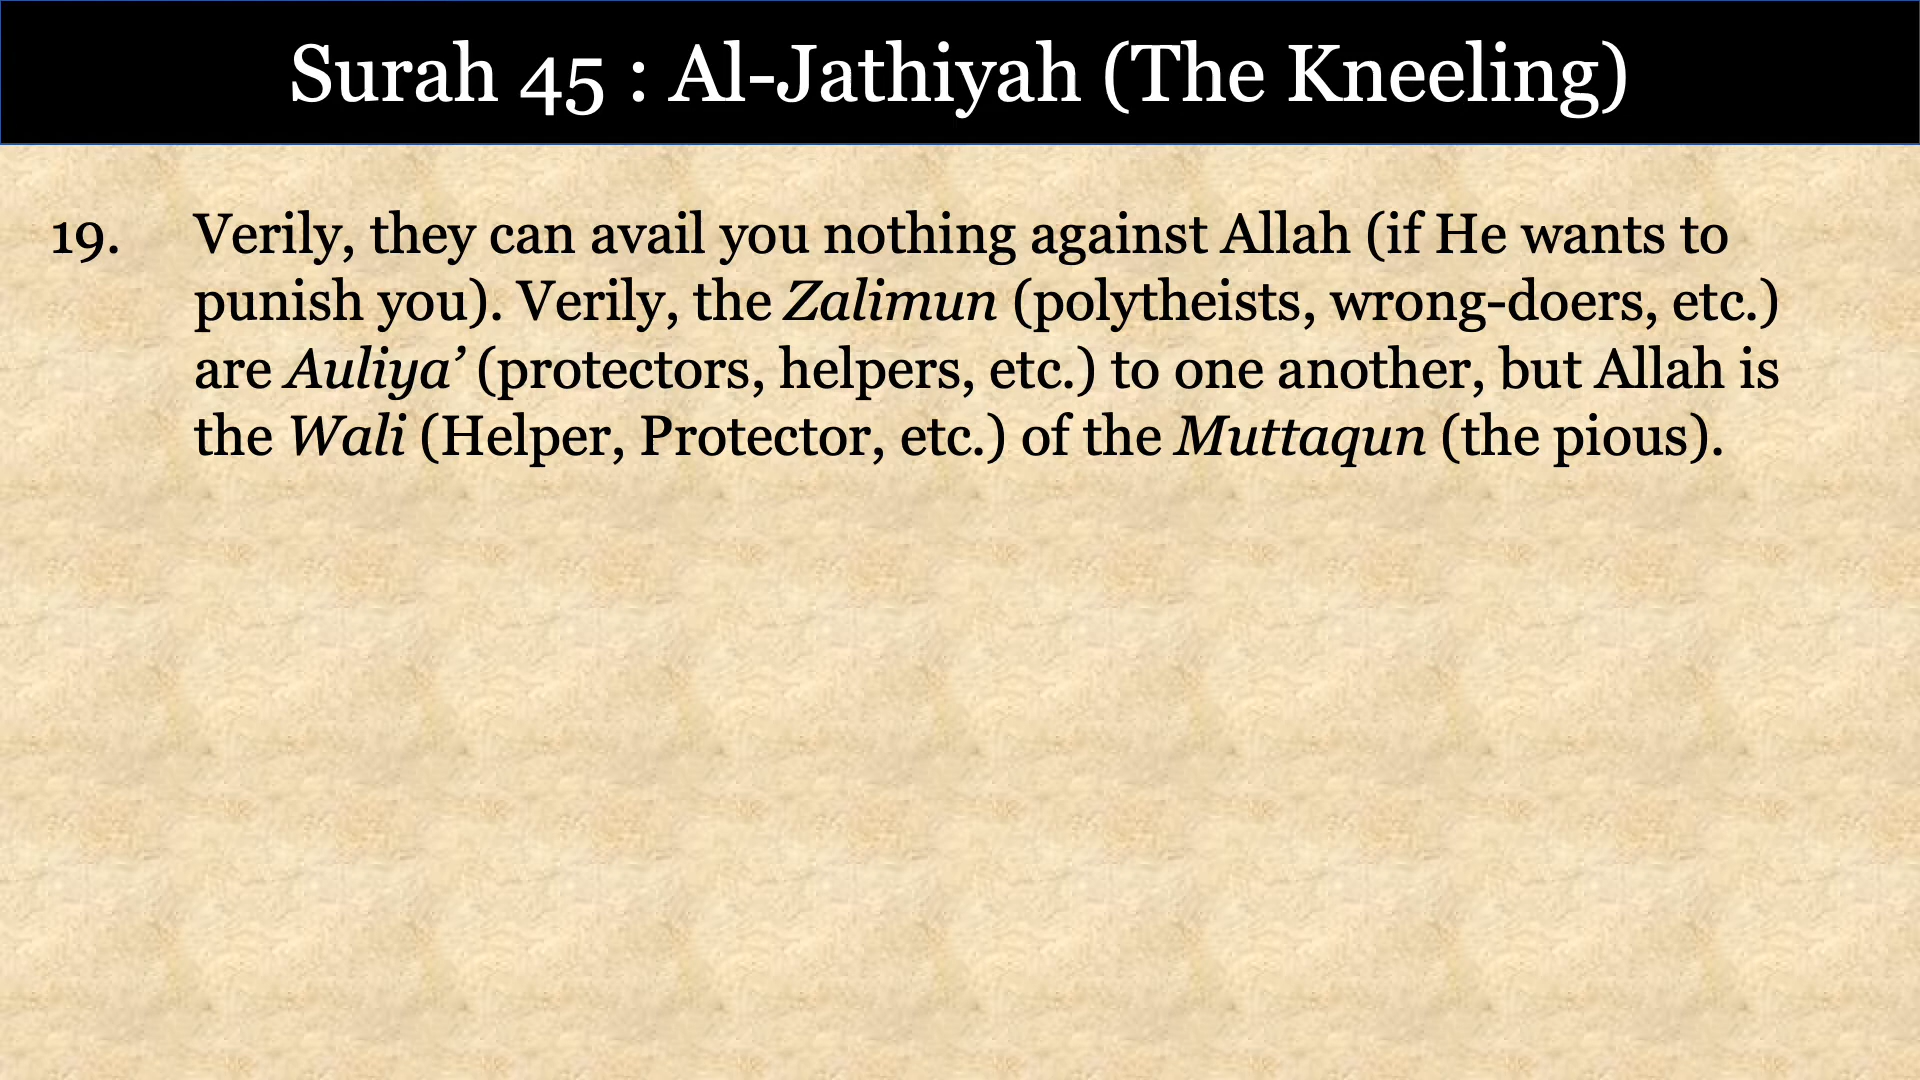 Surah 45 : Al-Jathiyah (The Kneeling)
19. Verily, they can avail you nothing against Allah (if He wants to
punish you). Verily, the Zalimun (polytheists, wrong-doers, etc.)
are Auliya’ (protectors, helpers, etc.) to one another, but Allah is
the Wali (Helper, Protector, etc.) of the Muttaqun (the pious).